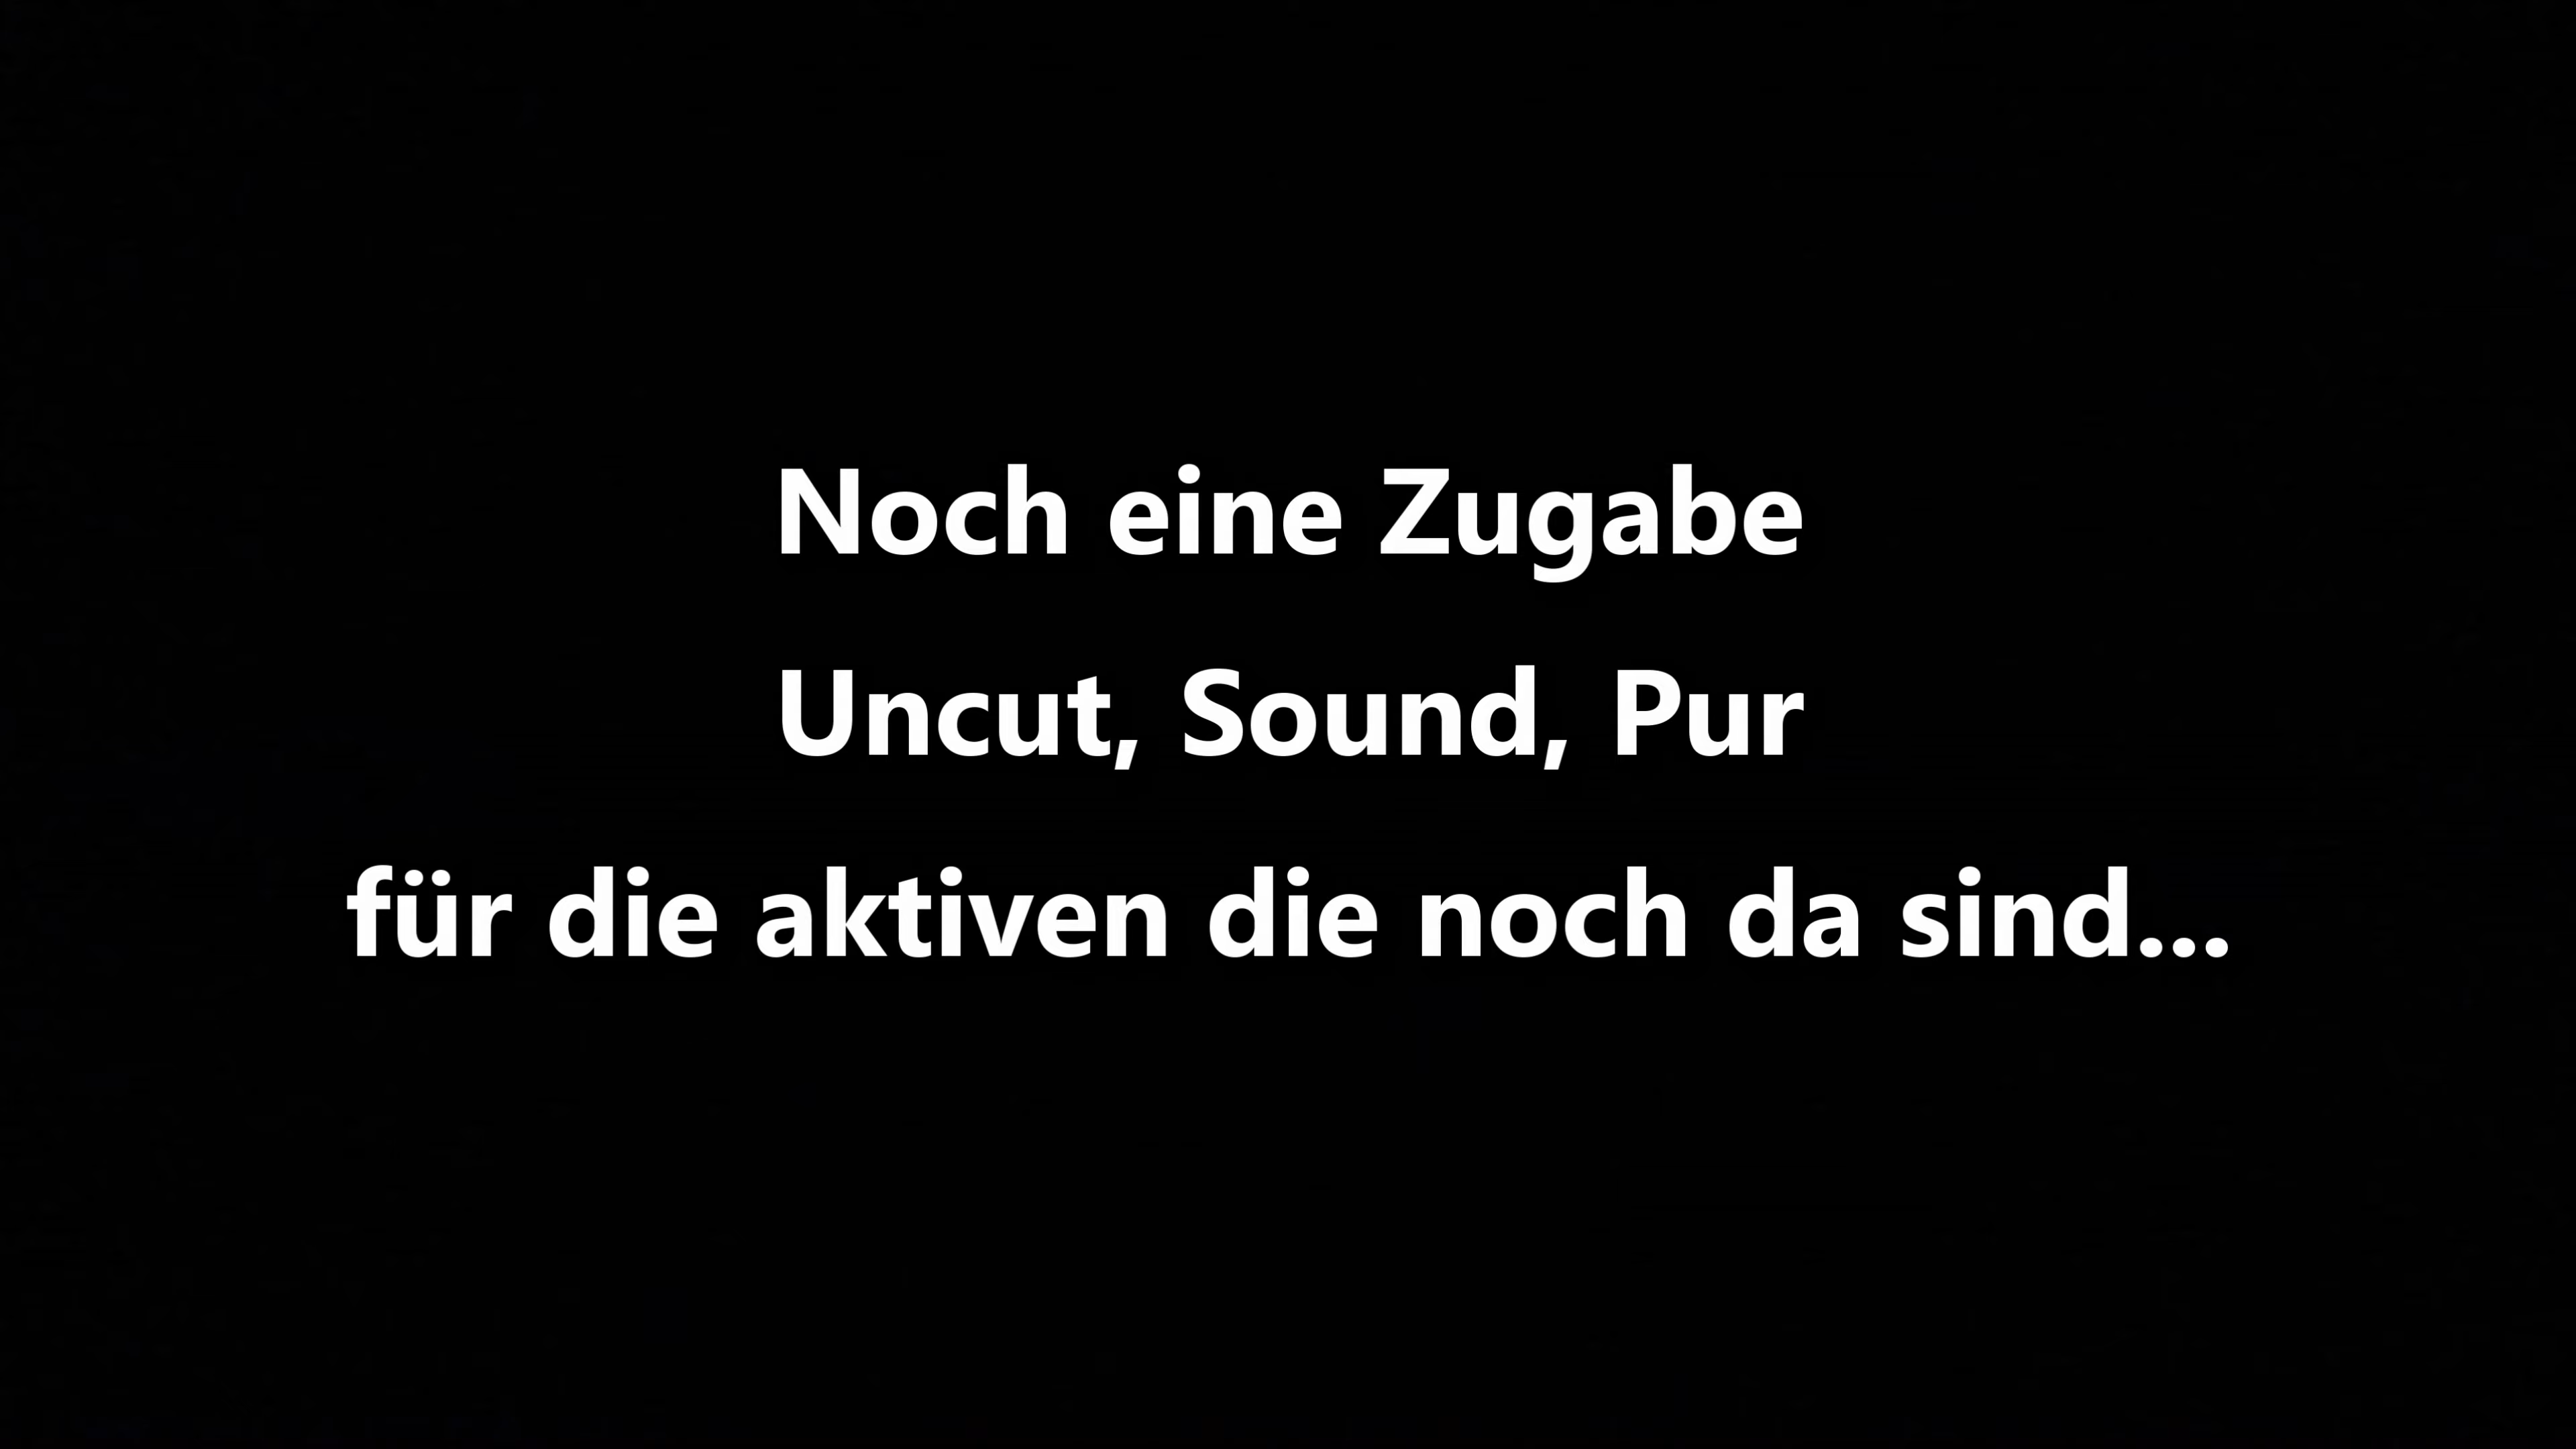 Noch eine Zugabe
Uncut, Sound, Pur
für die aktiven die noch da sind...